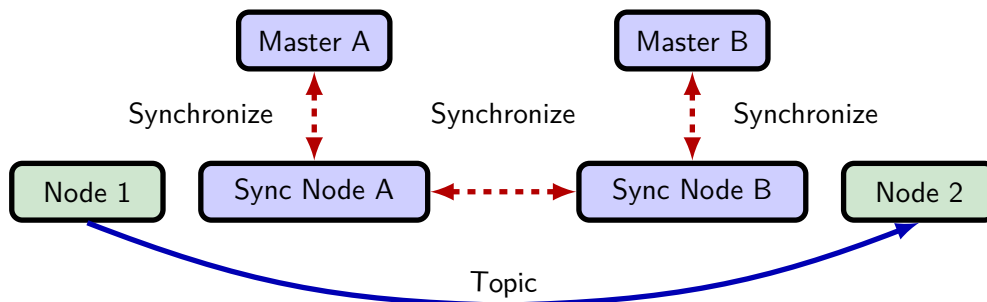 Master A
Master B
Synchronize
Synchronize
Synchronize
Node 1
Sync Node A
Sync Node B
Node 2
Topic